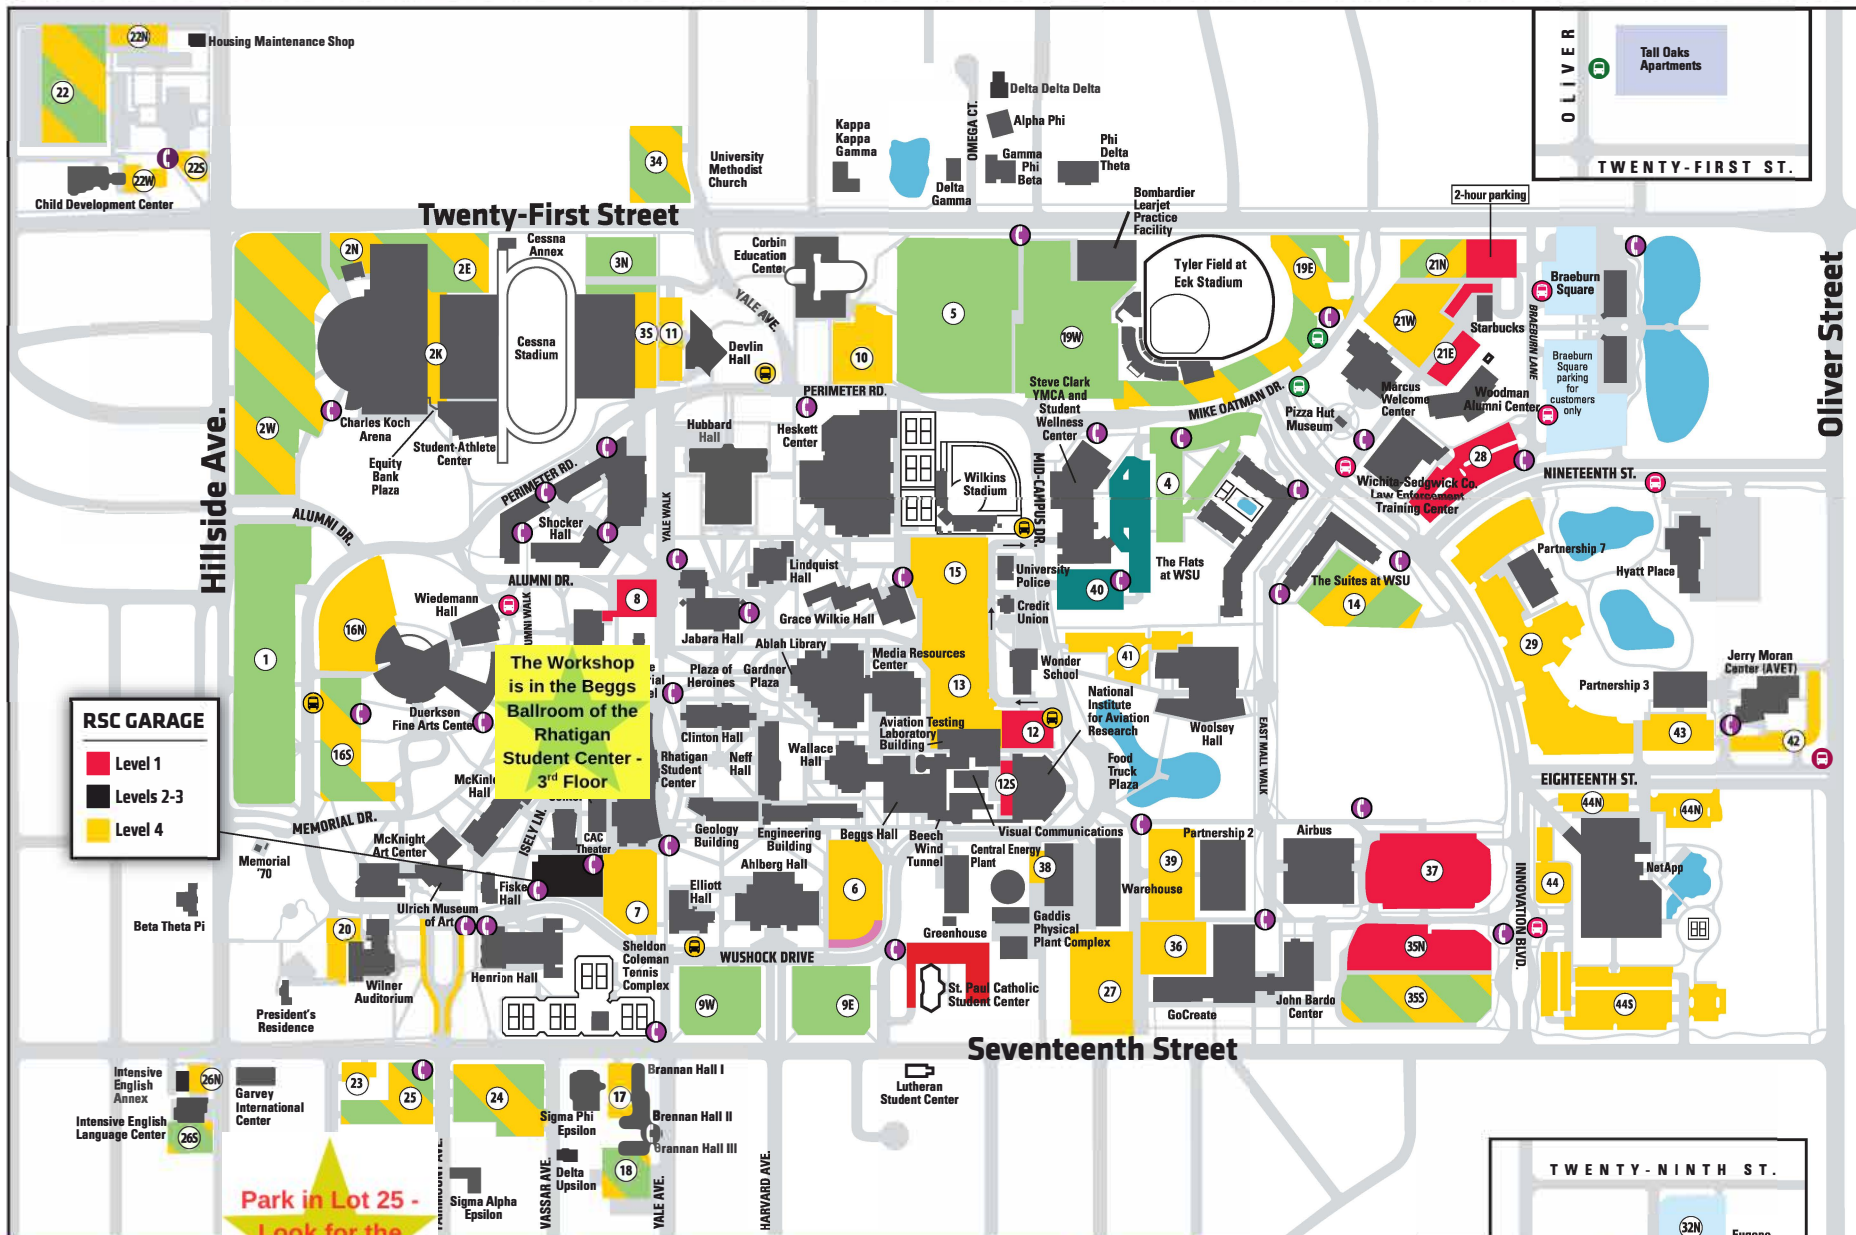 22N
Housing Maintenance Shop
22
22S
22W
Child Development Center
34
University
Methodist
Church
Kappa
Kappa
Gamma
Delta
Gamma
OMEGA CT.
Delta Delta Delta
Alpha Phi
Gamma
Phi
Beta
Phi
Delta
Theta
Bombardier
Learjet
Practice
Facility
2-hour parking
OLIVER
Tall Oaks
Apartments
TWENTY-FIRST ST.
Twenty-First Street
2N
2E
Cessna
Annex
3N
Corbin
Education
Center
YALE AVE.
5
19W
Tyler Field at
Eck Stadium
19E
21N
21W
21E
Starbucks
Braeburn
Square
BRAEBURN LANE
Braeburn
Square
parking
for
customers
only
Oliver Street
2K
Cessna
Stadium
3S
11
Devlin
Hall
10
PERIMETER RD.
2W
Charles Koch
Arena
Equity
Bank
Plaza
Student-Athlete
Center
Hubbard
Hall
Heskett
Center
Steve Clark
YMCA and
Student
Wellness
Center
MIKE OATMAN DR.
Pizza Hut
Museum
Marcus
Welcome
Center
Woodman
Alumni Center
28
Wichita-Sedgwick Co.
Law Enforcement
Training Center
NINETEENTH ST.
Hillside Ave.
ALUMNI DR.
PERIMETER RD.
Shocker
Hall
YALE WALK
Wilkins
Stadium
MID-CAMPUS DR.
4
The Flats
at WSU
The Suites at WSU
14
Partnership 7
Hyatt Place
ALUMNI DR.
8
Wiedemann
Hall
UMNI WALK
16N
1
Lindquist
Hall
15
University
Police
40
Credit
Union
Grace Wilkie Hall
Jabara Hall
Ablah Library
Media Resources
Center
Plaza of
Heroines
Gardner
Plaza
13
Wonder
School
41
29
Jerry Moran
Center (AVET)
Partnership 3
43
42
The Workshop
is in the Beggs
Ballroom of the
Rhatigan
Student Center -
3rd Floor
RSC GARAGE
Level 1
Levels 2-3
Level 4
Duerksen
Fine Arts Center
16S
Clinton Hall
Neff
Hall
Rhatigan
Student
Center
Wallace
Hall
Aviation Testing
Laboratory
Building
12
12S
National
Institute
for Aviation
Research
Food
Truck
Plaza
Woolsey
Hall
EAST MALL WALK
EIGHTEENTH ST.
44N
44N
MEMORIAL DR.
Memorial
'70
McKnight
Art Center
ISELY LN.
CAC
Theater
Geology
Building
Engineering
Building
Beggs Hall
Beech
Wind
Tunnel
Visual Communications
Central Energy
Plant
38
Partnership 2
39
Warehouse
Airbus
37
INNOVATION BLVD.
44
NetApp
Beta Theta Pi
Ulrich Museum
of Art
Fiske
Hall
7
Elliott
Hall
Ahlberg Hall
6
Greenhouse
Gaddis
Physical
Plant Complex
36
35N
20
Wilner
Auditorium
Henrion Hall
Sheldon
Coleman
Tennis
Complex
WUSHOCK DRIVE
9W
9E
St. Paul Catholic
Student Center
27
GoCreate
John Bardo
Center
35S
44S
President's
Residence
Seventeenth Street
Intensive
English
Annex
26N
Garvey
International
Center
Intensive English
Language Center
26S
23
25
24
Sigma Phi
Epsilon
17
Brannan Hall I
Brennan Hall II
Brannan Hall III
18
Delta
Upsilon
Sigma Alpha
Epsilon
VASSAR AVE.
YALE AVE.
HARVARD AVE.
Lutheran
Student Center
Park in Lot 25 -
Look for the
TWENTY-NINTH ST.
32N